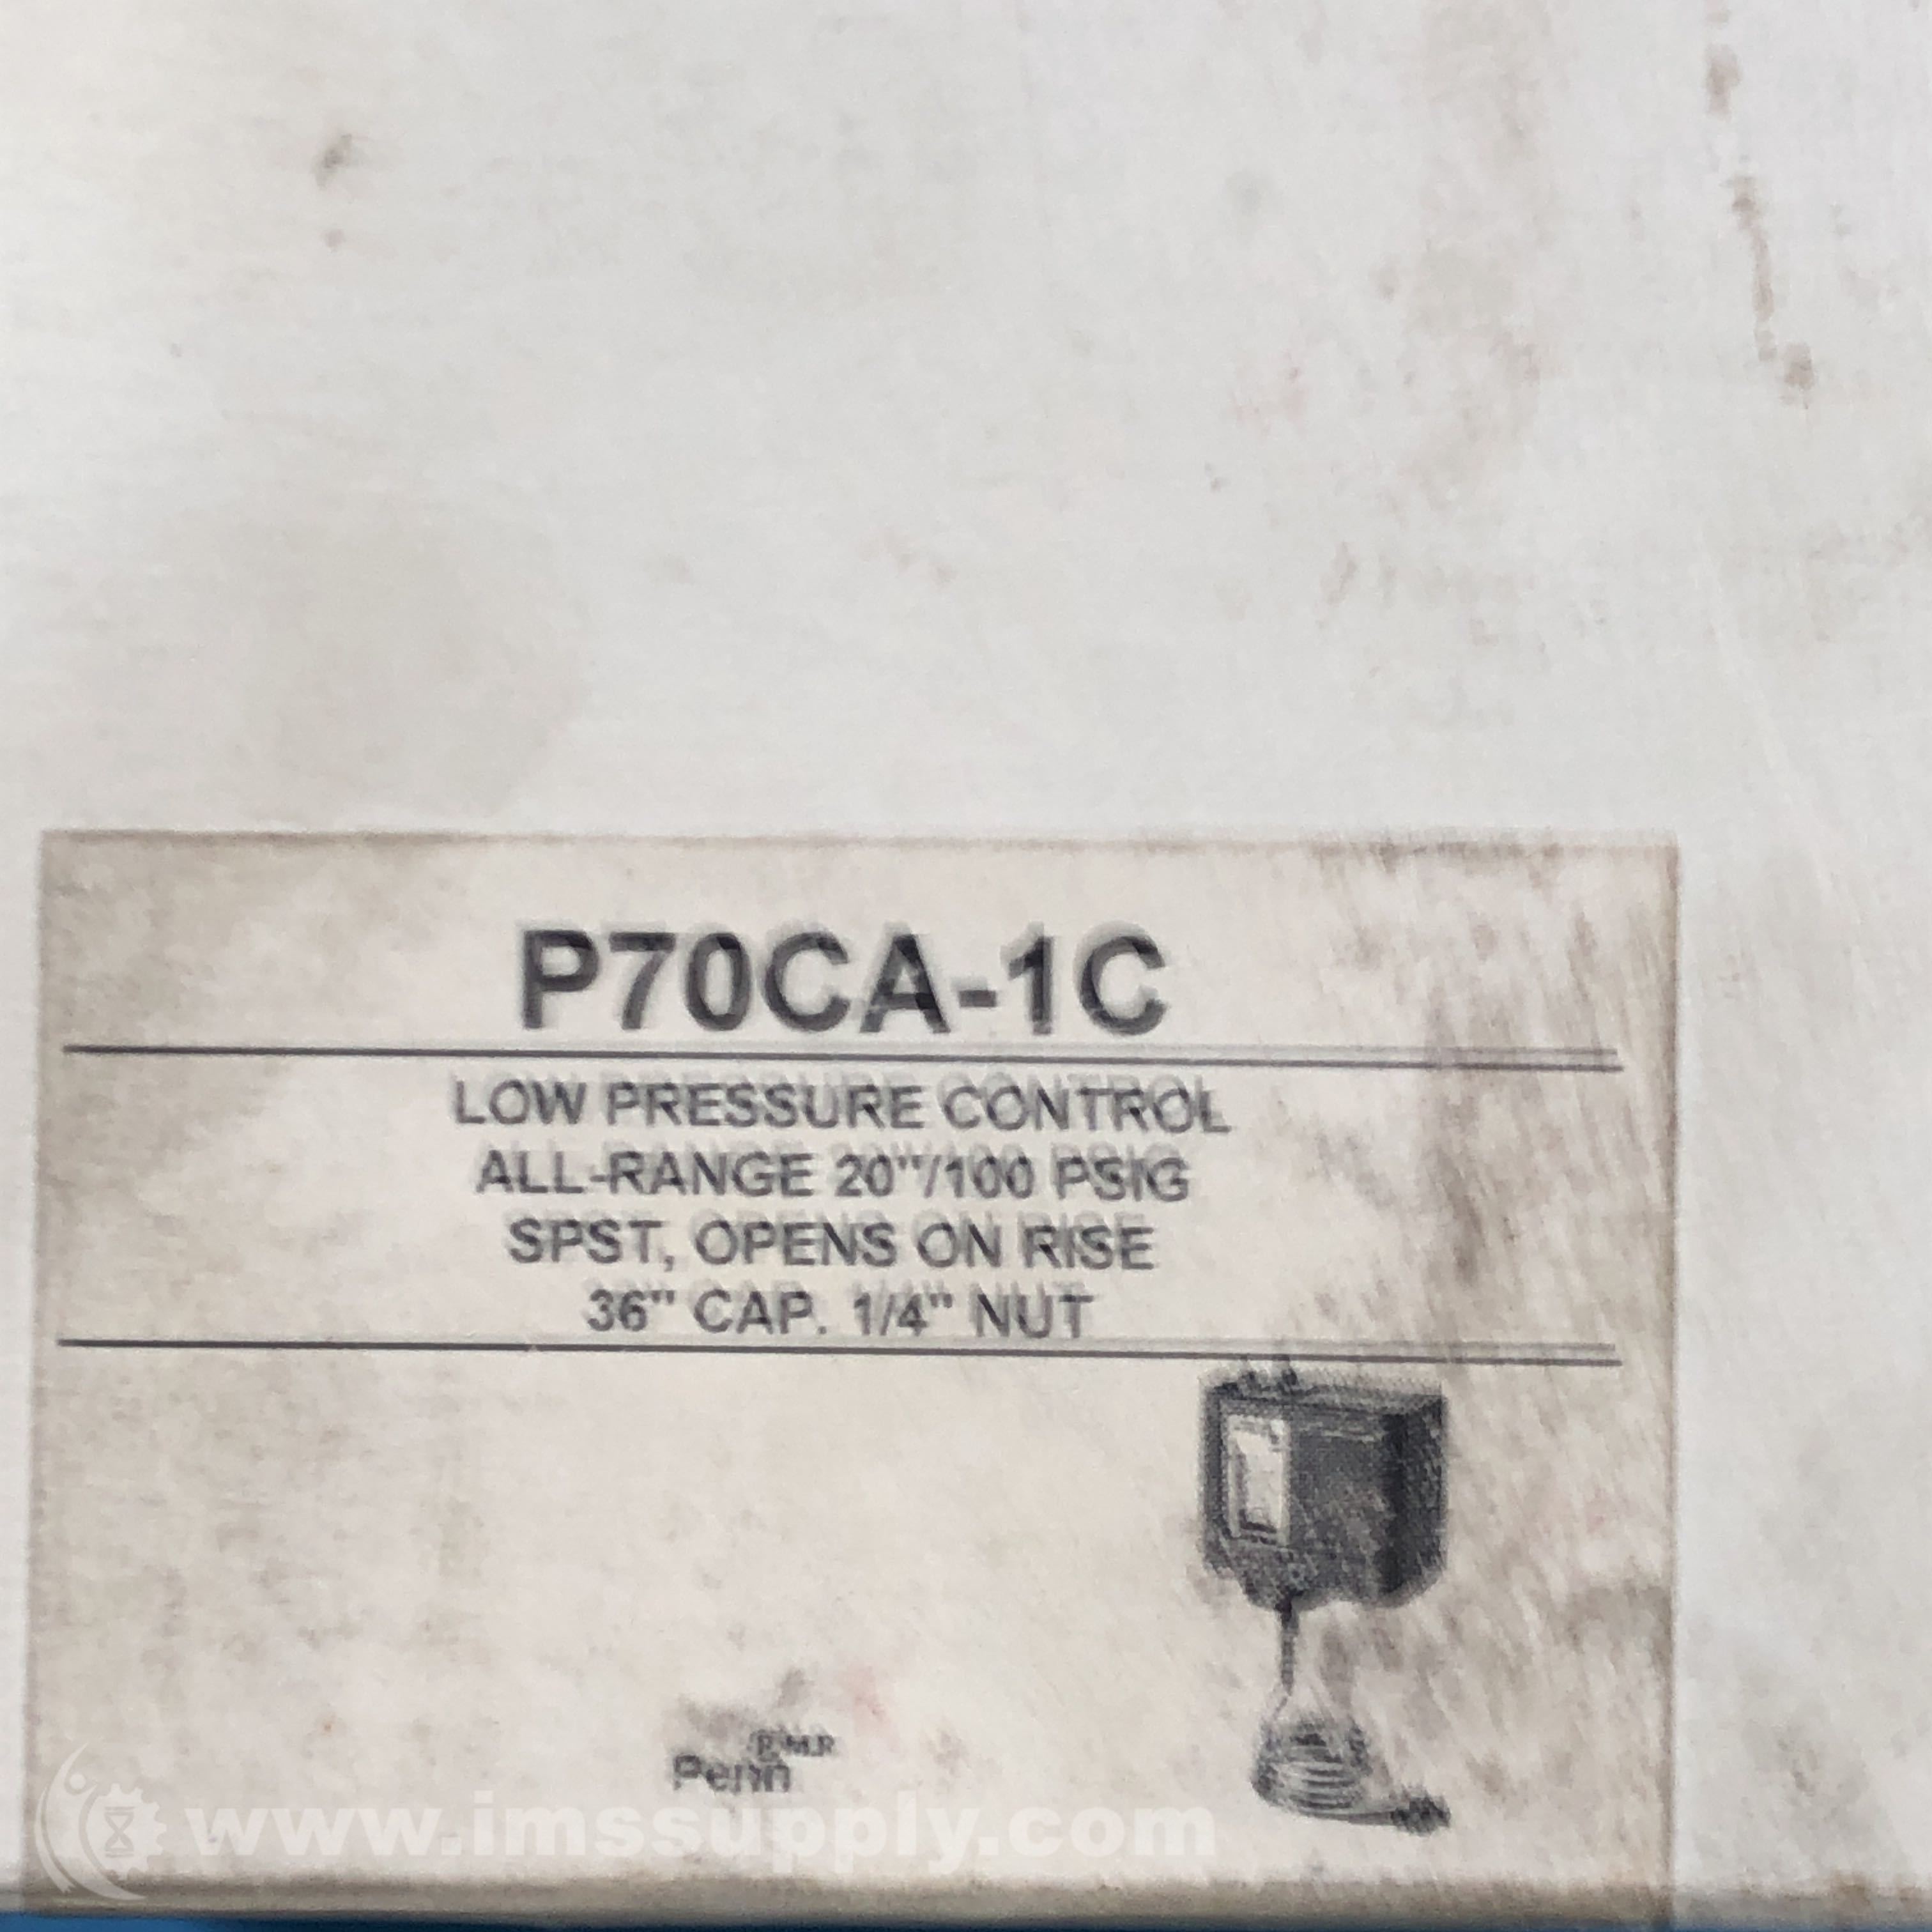 P70CA-1C
LOW PRESSURE CONTROL
ALL-RANGE 20"/100 PSIG
SPST, OPENS ON RISE
36" CAP. 1/4" NUT
Penn
www.imssupply.com